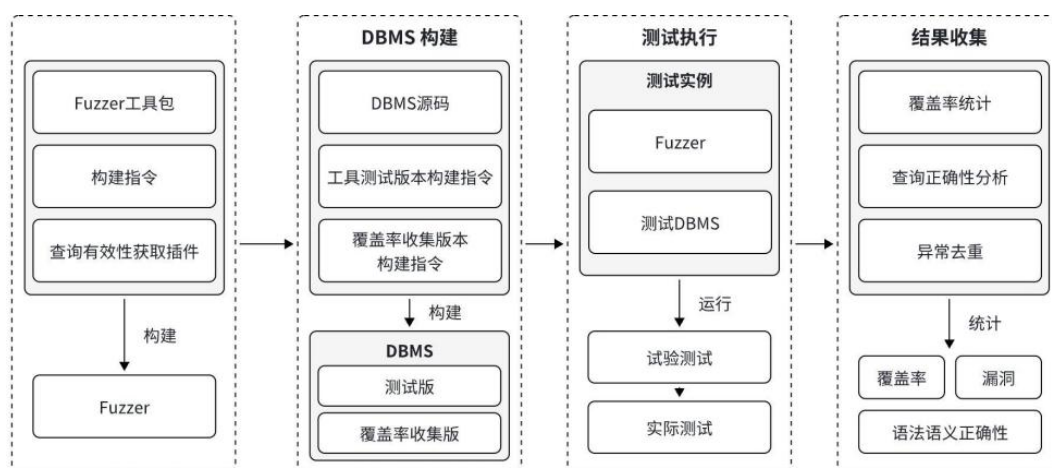 Fuzzer工具包
构建指令
查询有效性获取插件
构建
Fuzzer
DBMS 构建
DBMS源码
工具测试版本构建指令
覆盖率收集版本
构建指令
构建
DBMS
测试版
覆盖率收集版
测试执行
测试实例
Fuzzer
测试DBMS
运行
试验测试
实际测试
结果收集
覆盖率统计
查询正确性分析
异常去重
统计
覆盖率
漏洞
语法语义正确性